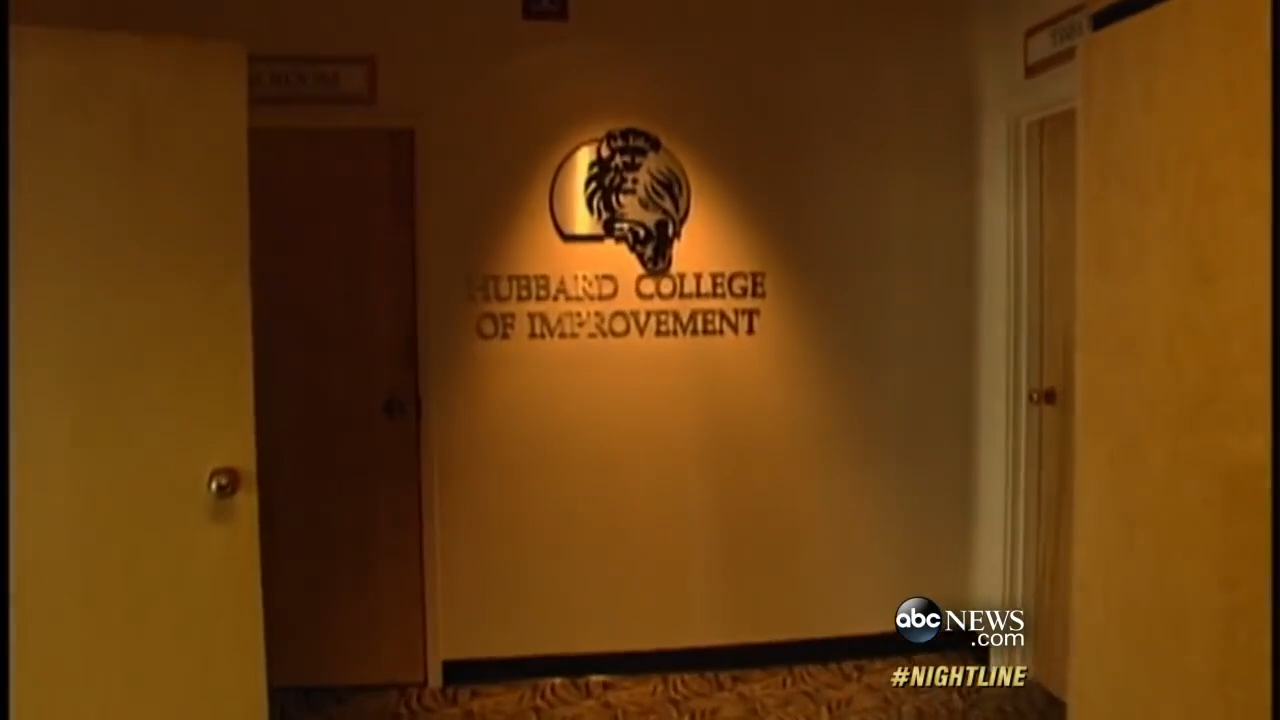 HUBBARD COLLEGE
OF IMPROVEMENT
abc NEWS
.com
#NIGHTLINE